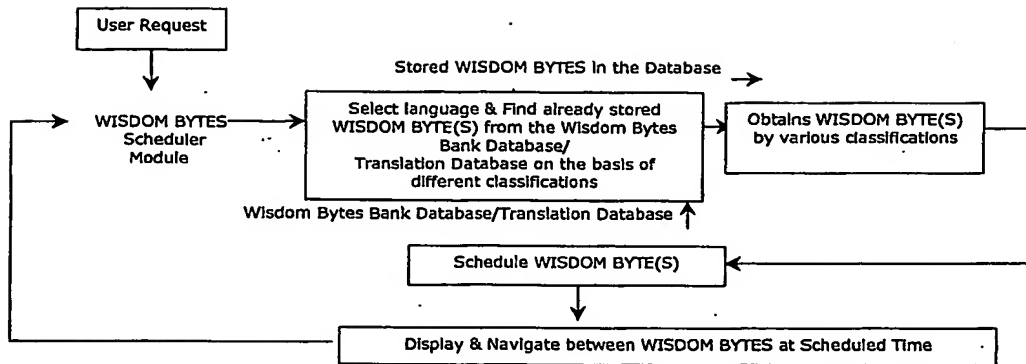 User Request
Stored WISDOM BYTES in the Database
WISDOM BYTES
Scheduler
Module
Select language & Find already stored
WISDOM BYTE(S) from the Wisdom Bytes
Bank Database/
Translation Database on the basis of
different classifications
Obtains WISDOM BYTE(S)
by various classifications
Wisdom Bytes Bank Database/Translation Database
Schedule WISDOM BYTE(S)
Display & Navigate between WISDOM BYTES at Scheduled Time